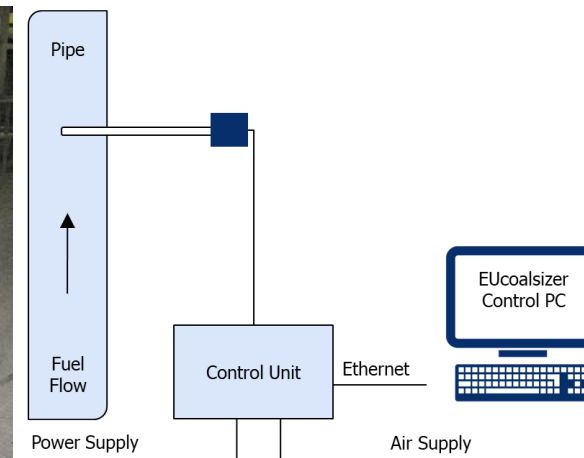 Pipe
EUcoalsizer
Control PC
Fuel
Flow
Control Unit
Ethernet
Power Supply
Air Supply